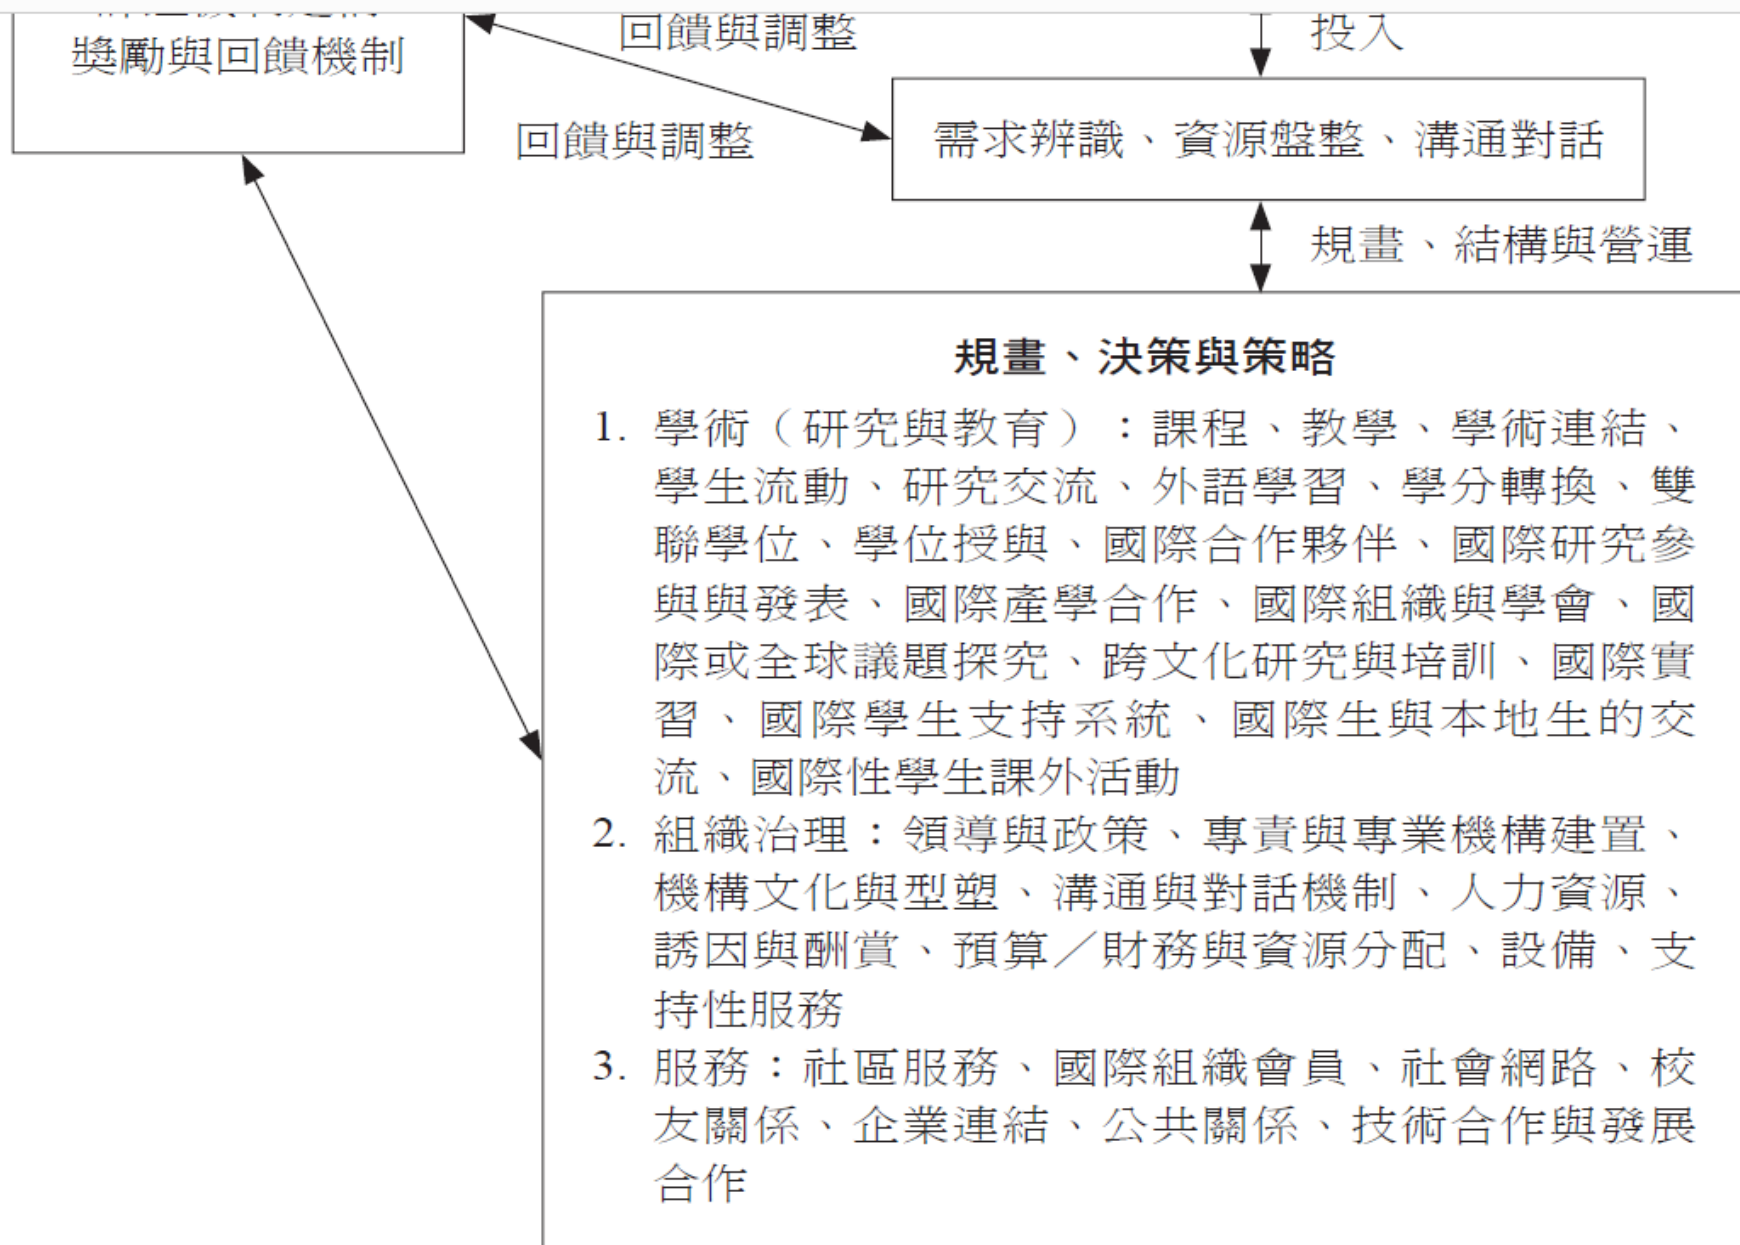 獎勵與回饋機制
回饋與調整
投入
回饋與調整
需求辨識、資源盤整、溝通對話
規畫、結構與營運
規畫、決策與策略
1. 學術（研究與教育）：課程、教學、學術連結、
學生流動、研究交流、外語學習、學分轉換、雙
聯學位、學位授與、國際合作夥伴、國際研究參
與與發表、國際產學合作、國際組織與學會、國
際或全球議題探究、跨文化研究與培訓、國際實
習、國際學生支持系統、國際生與本地生的交
流、國際性學生課外活動
2. 組織治理：領導與政策、專責與專業機構建置、
機構文化與型塑、溝通與對話機制、人力資源、
誘因與酬賞、預算／財務與資源分配、設備、支
持性服務
3. 服務：社區服務、國際組織會員、社會網路、校
友關係、企業連結、公共關係、技術合作與發展
合作